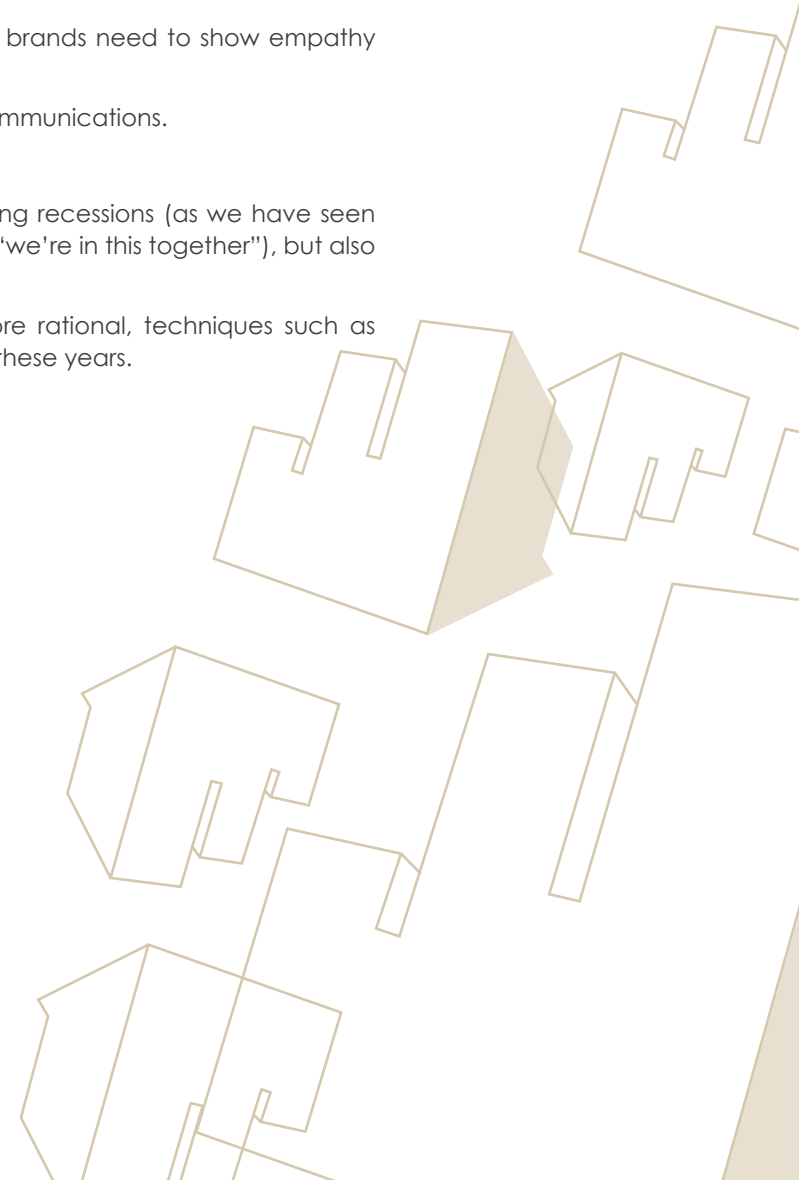 brands need to show empathy
mmunications.
ng recessions (as we have seen
“we’re in this together”), but also
ore rational, techniques such as
these years.